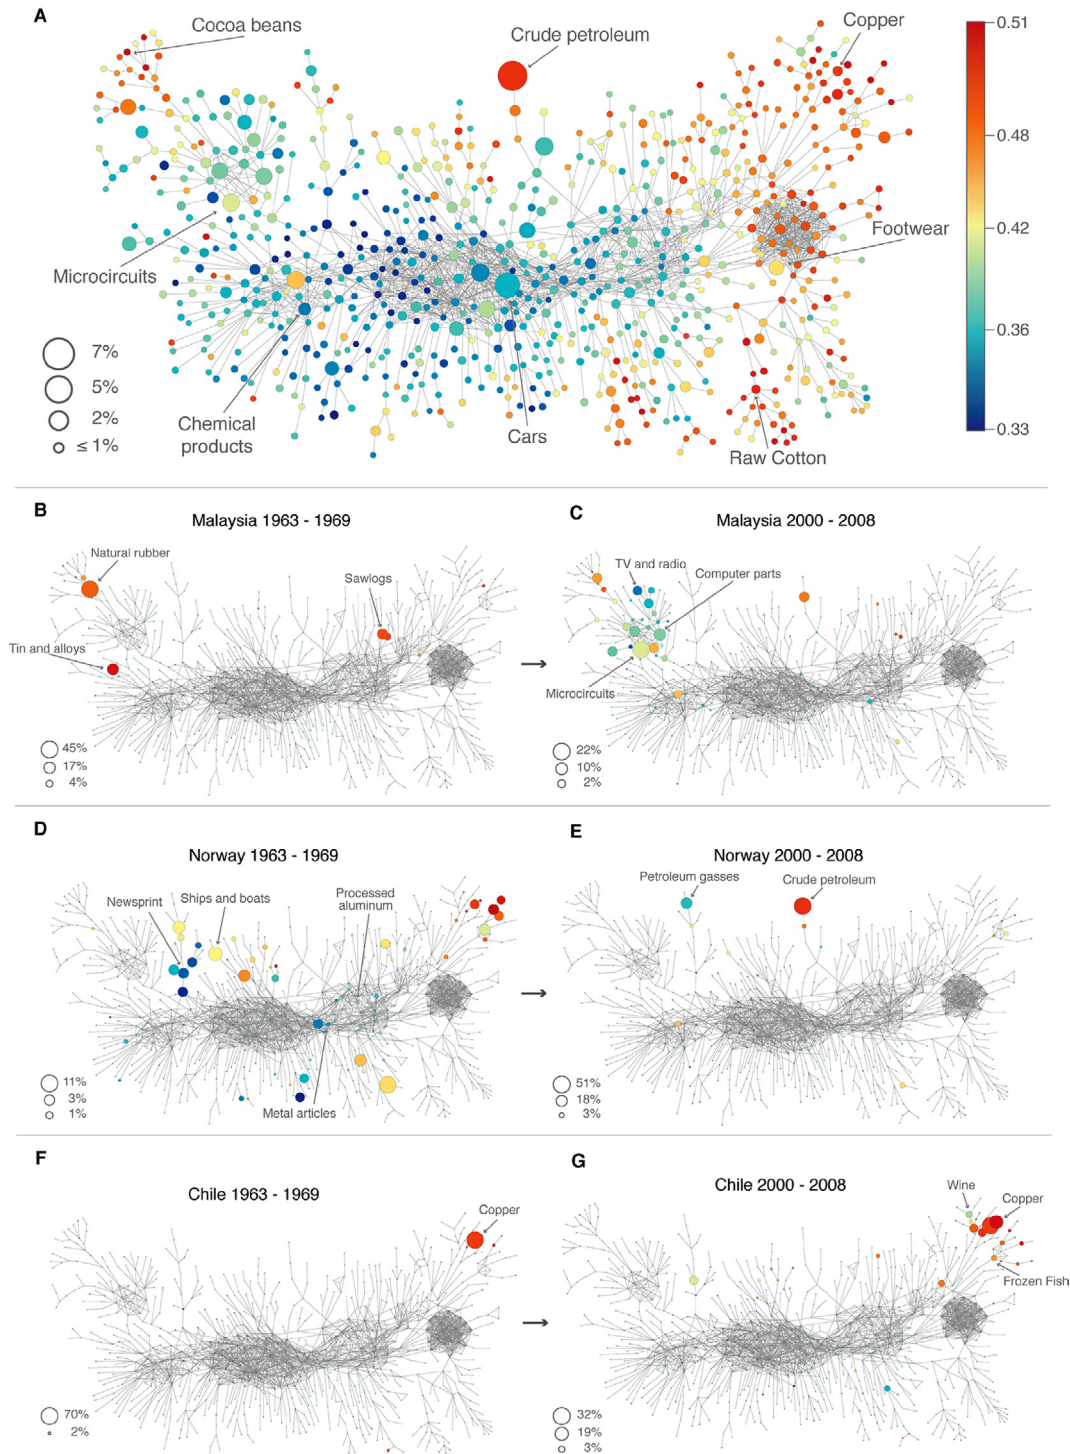 A
Cocoa beans
Crude petroleum
Copper
0.51
0.48
0.42
0.36
0.33
Footwear
Microcircuits
7%
5%
2%
≤ 1%
Chemical
products
Cars
Raw Cotton
B
Malaysia 1963 - 1969
Natural rubber
Sawlogs
Tin and alloys
45%
17%
4%
C
Malaysia 2000 - 2008
TV and radio
Computer parts
Microcircuits
22%
10%
2%
D
Norway 1963 - 1969
Newsprint
Ships and boats
Processed
aluminum
Metal articles
11%
3%
1%
E
Norway 2000 - 2008
Petroleum gasses
Crude petroleum
51%
18%
3%
F
Chile 1963 - 1969
Copper
70%
2%
G
Chile 2000 - 2008
Wine
Copper
Frozen Fish
32%
19%
3%